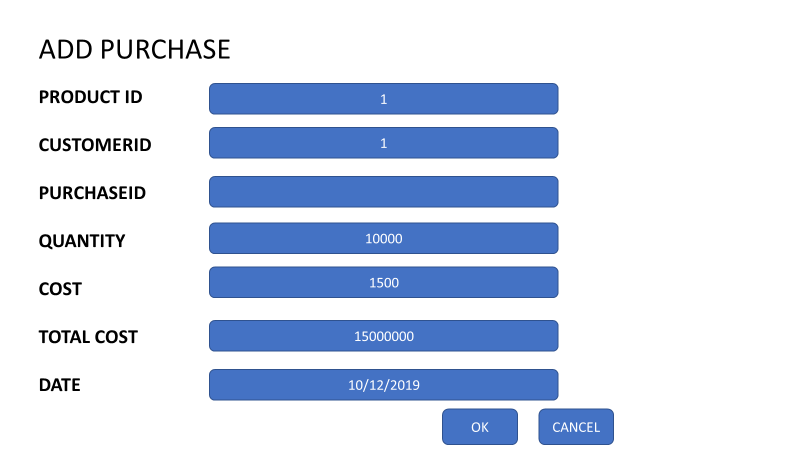 ADD PURCHASE
PRODUCT ID 1
CUSTOMERID 1
PURCHASEID
QUANTITY 10000
COST 1500
TOTAL COST 15000000
DATE 10/12/2019
OK CANCEL